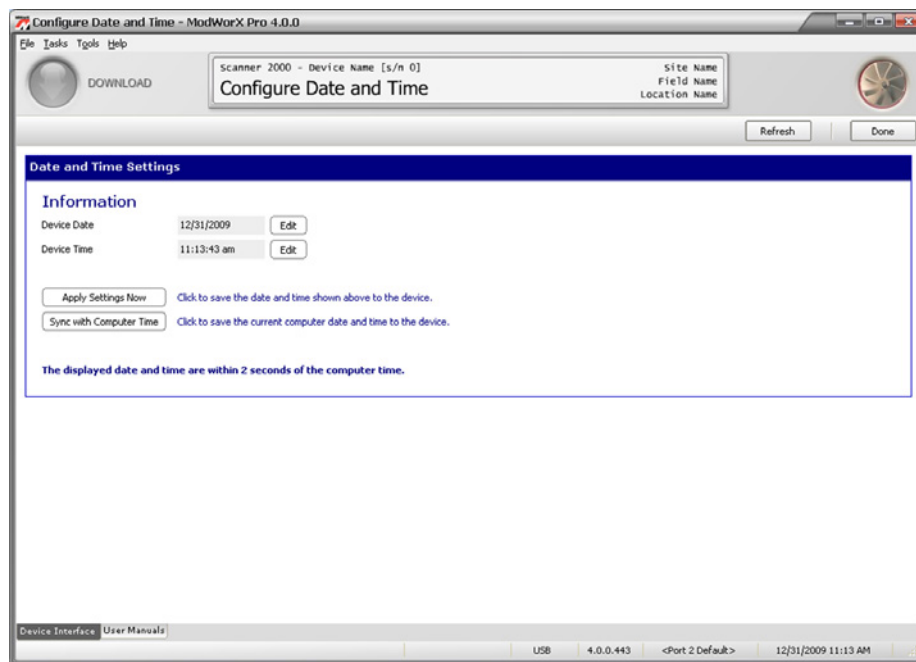 Configure Date and Time - ModWorX Pro 4.0.0
File Tasks Tools Help
DOWNLOAD
Scanner 2000 - Device Name [s/n 0]
Configure Date and Time
Site Name
Field Name
Location Name
Refresh
Done
Date and Time Settings
Information
Device Date 12/31/2009 Edit
Device Time 11:13:43 am Edit
Apply Settings Now Click to save the date and time shown above to the device.
Sync with Computer Time Click to save the current computer date and time to the device.
The displayed date and time are within 2 seconds of the computer time.
Device Interface User Manuals
USB 4.0.0.443 <Port 2 Default> 12/31/2009 11:13 AM